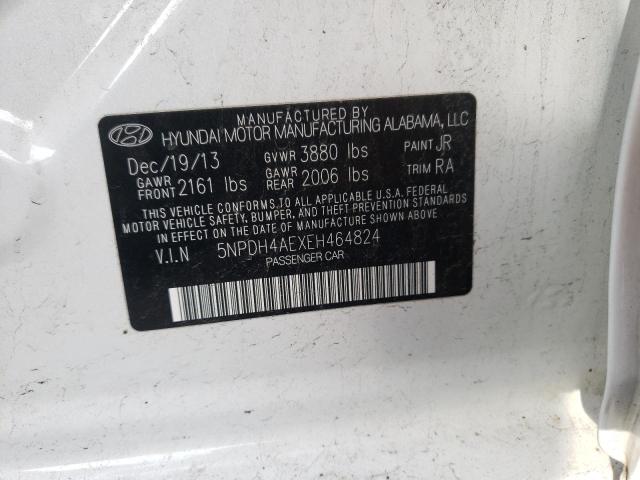 MANUFACTURED BY
HYUNDAI MOTOR MANUFACTURING ALABAMA, LLC
Dec/19/13 GVWR 3880 lbs PAINT JR
GAWR FRONT 2161 lbs GAWR REAR 2006 lbs TRIM RA
THIS VEHICLE CONFORMS TO ALL APPLICABLE U.S.A. FEDERAL
MOTOR VEHICLE SAFETY, BUMPER, AND THEFT PREVENTION STANDARDS
IN EFFECT ON THE DATE OF MANUFACTURE SHOWN ABOVE.
V.I.N 5NPDH4AEXEH464824
PASSENGER CAR